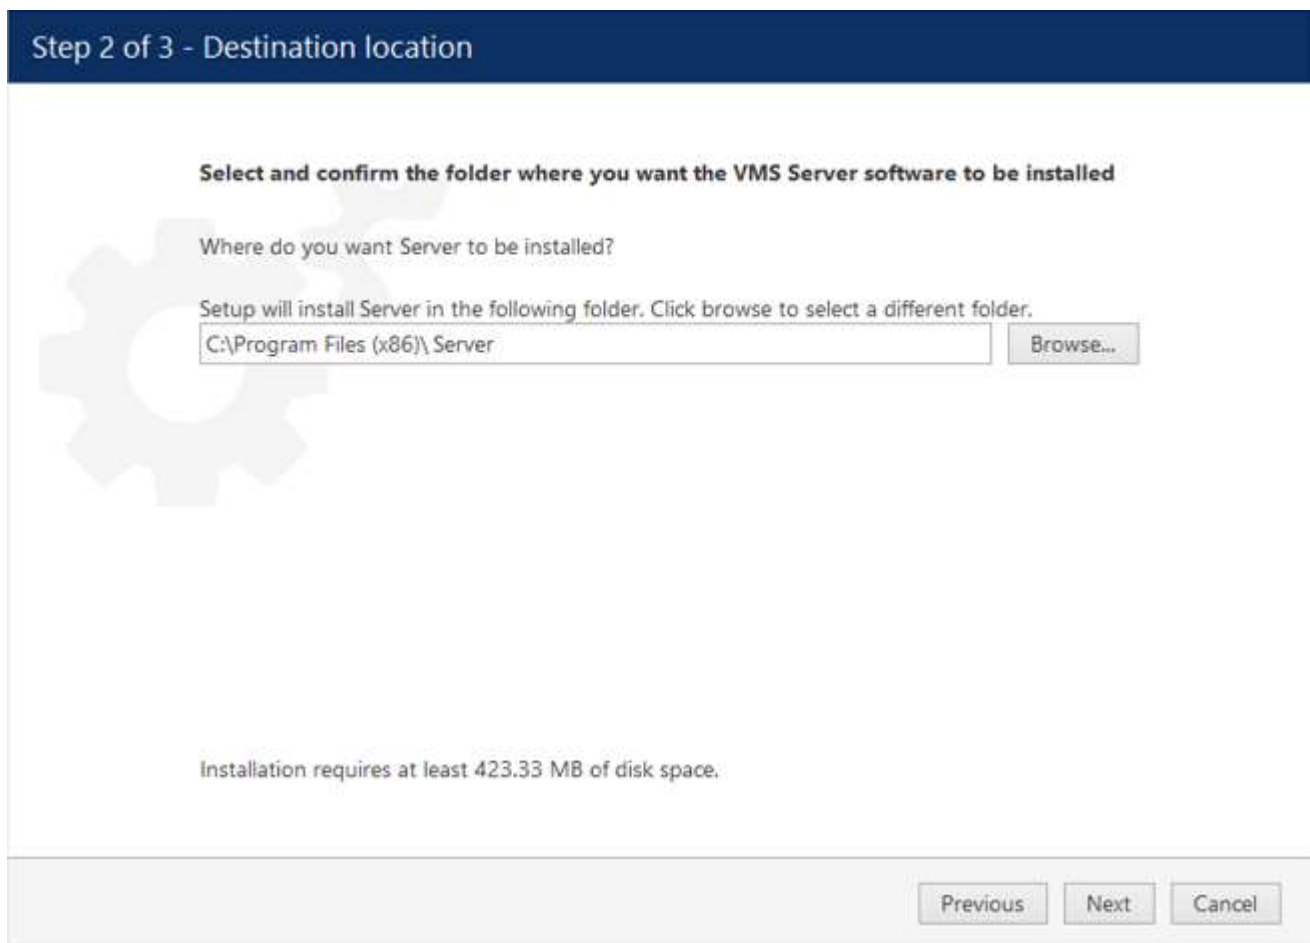 Step 2 of 3 - Destination location
Select and confirm the folder where you want the VMS Server software to be installed
Where do you want Server to be installed?
Setup will install Server in the following folder. Click browse to select a different folder.
C:\Program Files (x86)\ Server
Browse...
Installation requires at least 423.33 MB of disk space.
Previous
Next
Cancel